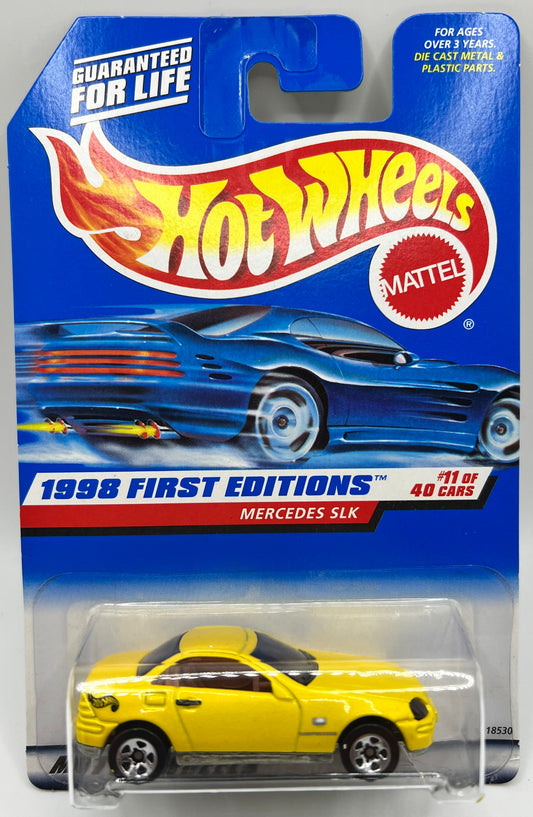 GUARANTEED
FOR LIFE
FOR AGES
OVER 3 YEARS.
DIE CAST METAL &
PLASTIC PARTS.
HOT WHEELS
MATTEL
®
1998 FIRST EDITIONS™
#11 OF
40 CARS
MERCEDES SLK
18530